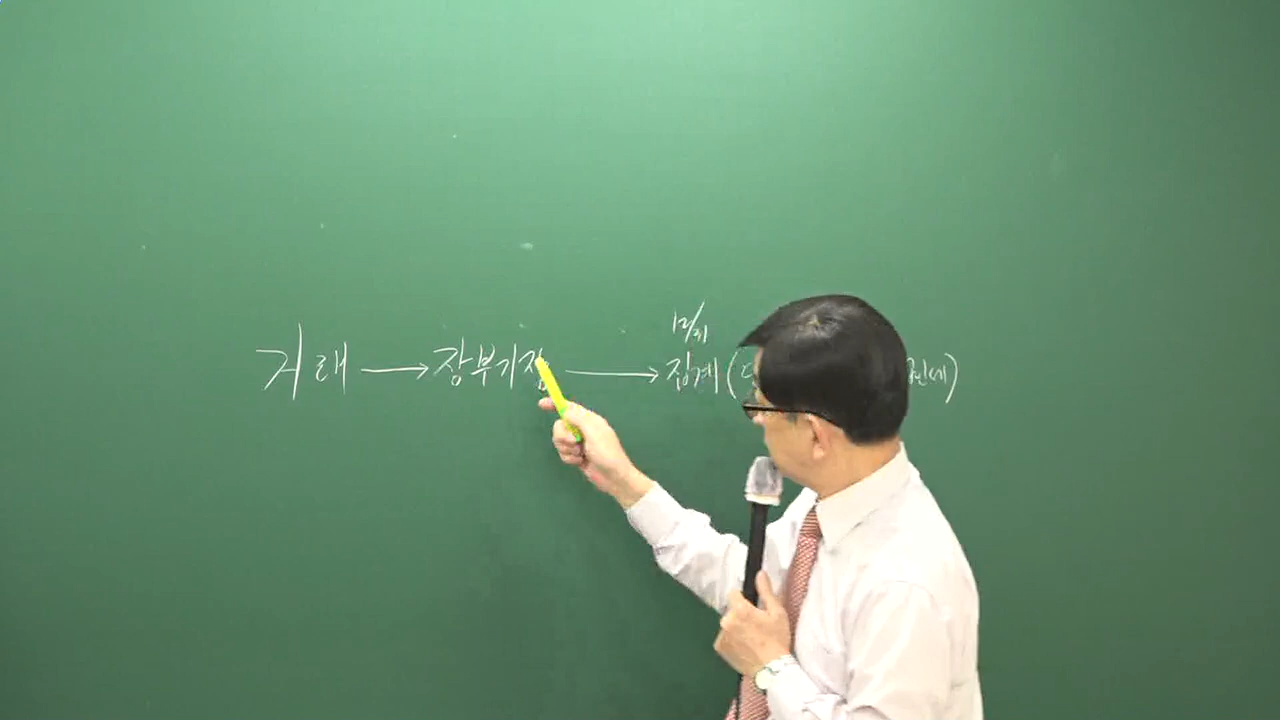 12/31
거래 → 장부기장 → 집계(